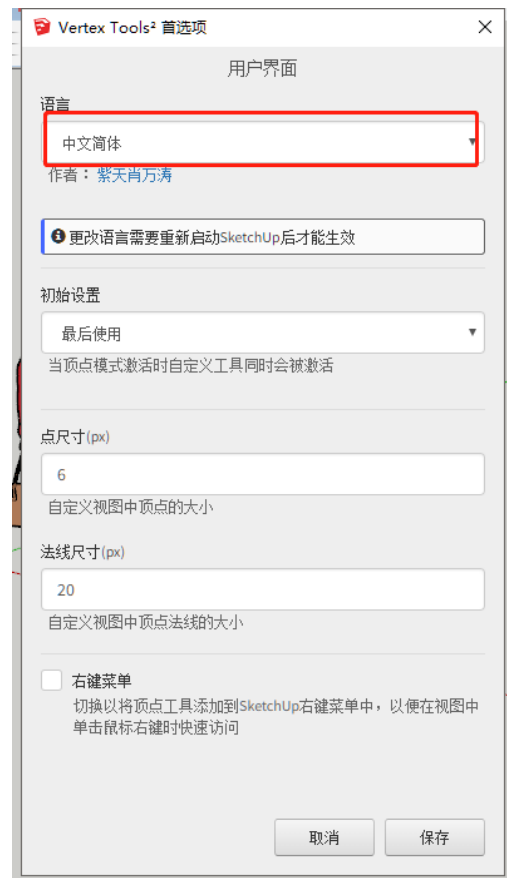 Vertex Tools² 首选项
用户界面
语言
中文简体
作者：紫天肖万涛
更改语言需要重新启动SketchUp后才能生效
初始设置
最后使用
当顶点模式激活时自定义工具同时会被激活
点尺寸(px)
6
自定义视图中顶点的大小
法线尺寸(px)
20
自定义视图中顶点法线的大小
右键菜单
切换以将顶点工具添加到SketchUp右键菜单中，以便在视图中
单击鼠标右键时快速访问
取消
保存